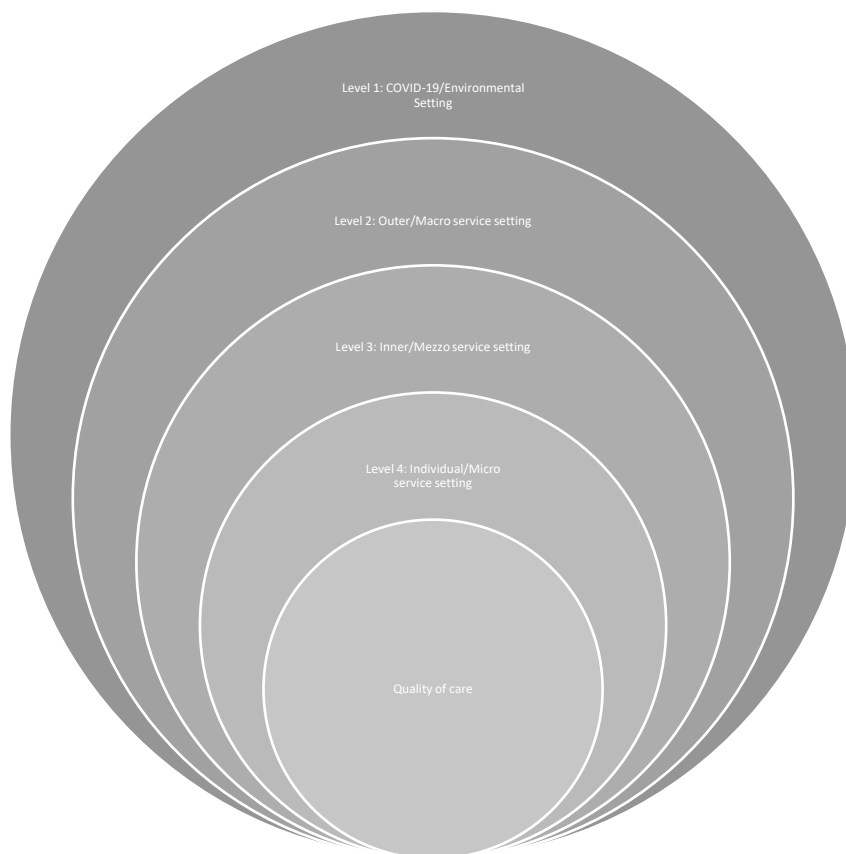 Level 1: COVID-19/Environmental
Setting
Level 2: Outer/Macro service setting
Level 3: Inner/Mezzo service setting
Level 4: Individual/Micro
service setting
Quality of care